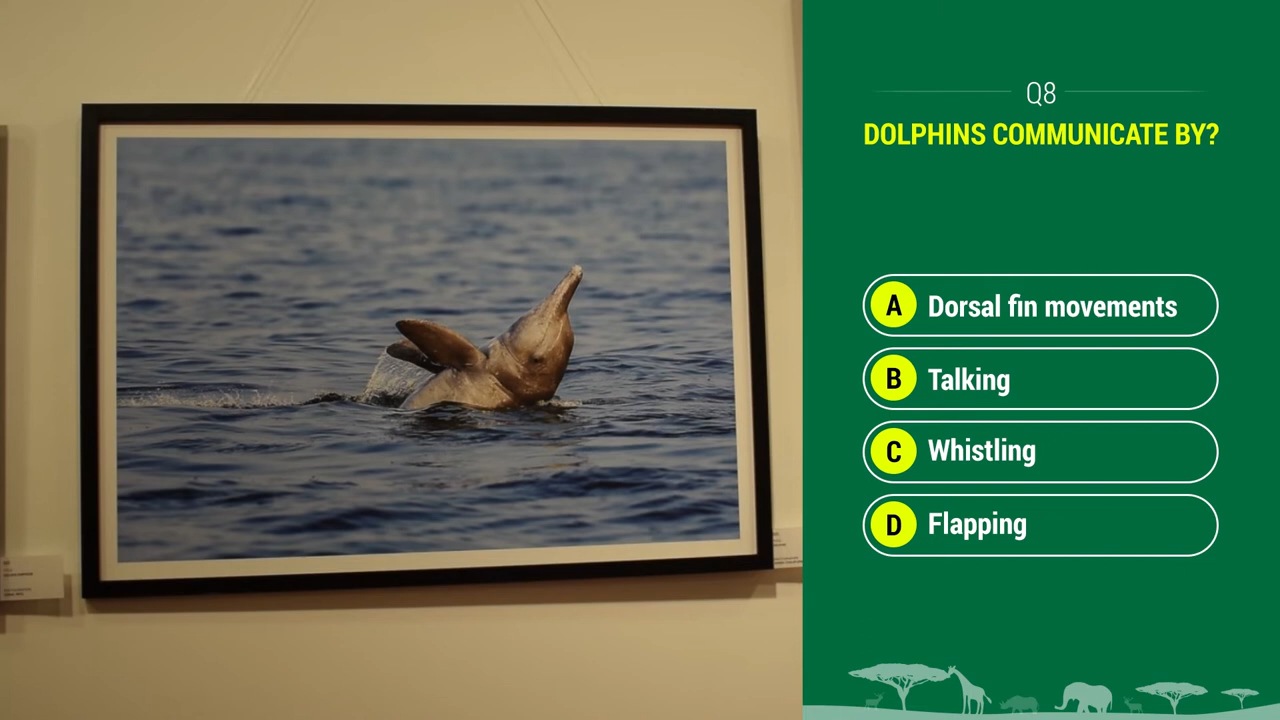 Q8
DOLPHINS COMMUNICATE BY?
A Dorsal fin movements
B Talking
C Whistling
D Flapping